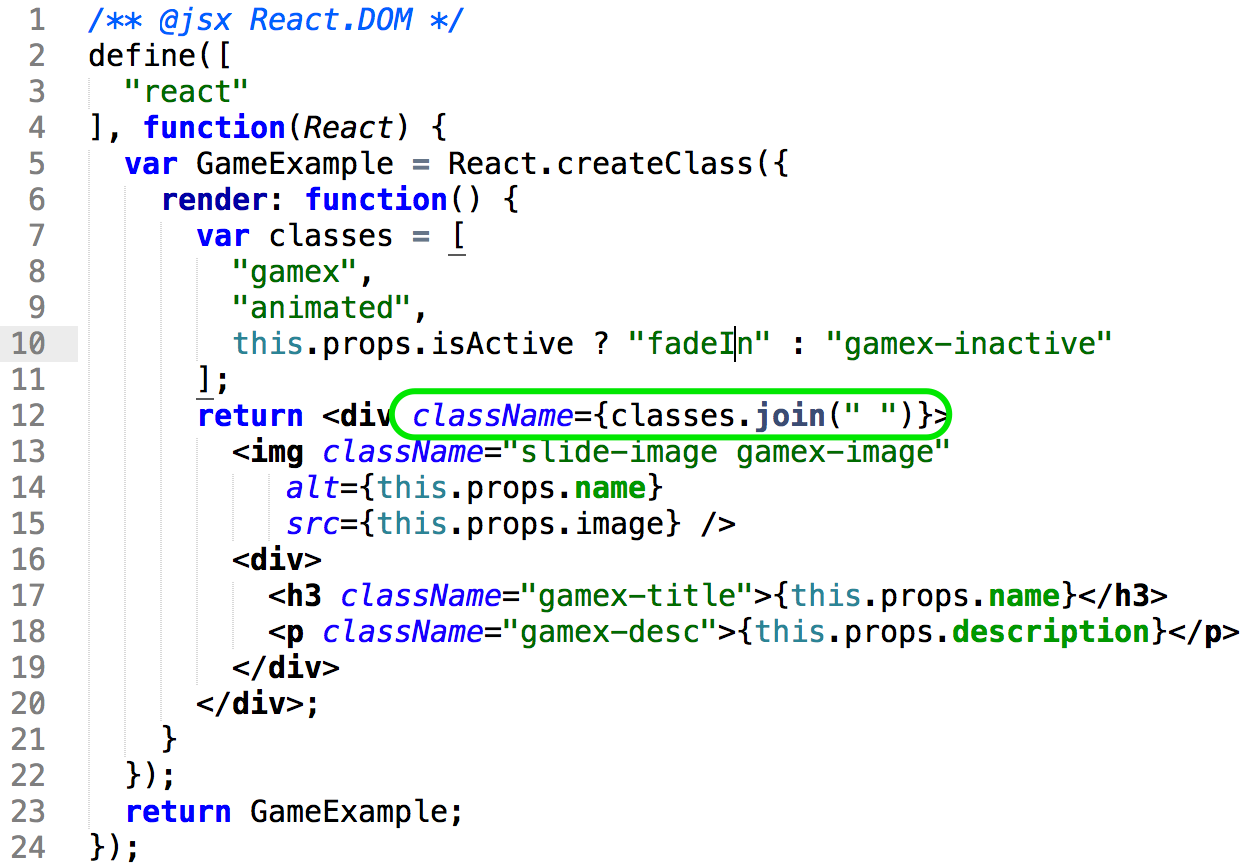 1 /** @jsx React.DOM */
2 define([
3 "react"
4 ], function(React) {
5 var GameExample = React.createClass({
6 render: function() {
7 var classes = [
8 "gamex",
9 "animated",
10 this.props.isActive ? "fadeIn" : "gamex-inactive"
11 ];
12 return <div className={classes.join(" ")}>
13 <img className="slide-image gamex-image"
14 alt={this.props.name}
15 src={this.props.image} />
16 <div>
17 <h3 className="gamex-title">{this.props.name}</h3>
18 <p className="gamex-desc">{this.props.description}</p>
19 </div>
20 </div>;
21 }
22 });
23 return GameExample;
24 });